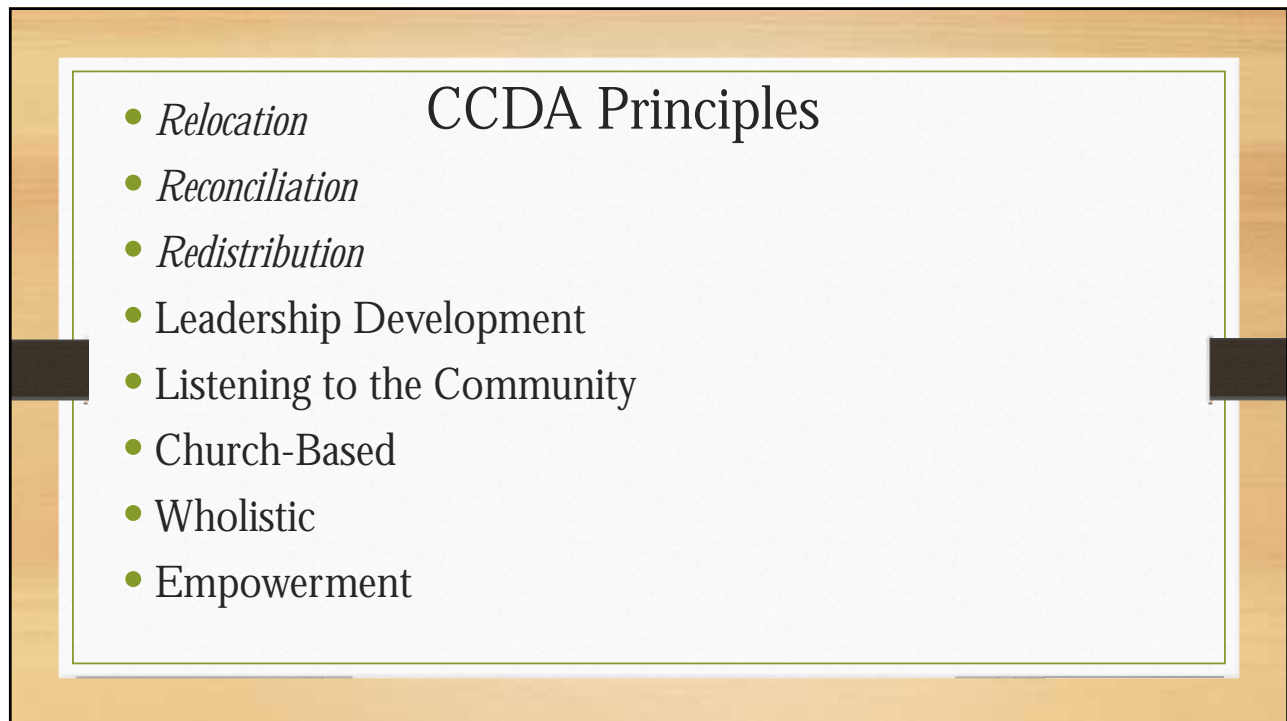 CCDA Principles
• Relocation
• Reconciliation
• Redistribution
• Leadership Development
• Listening to the Community
• Church-Based
• Wholistic
• Empowerment